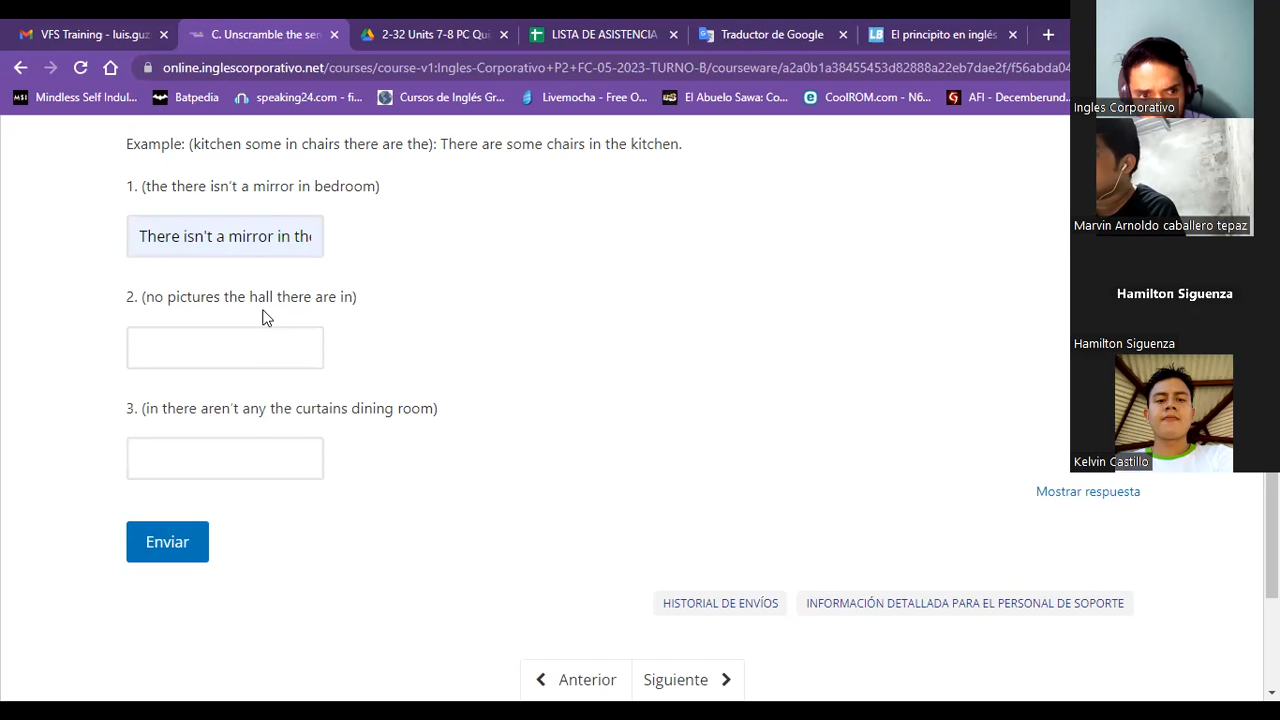 VFS Training - luis.guz
C. Unscramble the sen
2-32 Units 7-8 PC Qui
LISTA DE ASISTENCIA
Traductor de Google
El principito en inglés
online.inglescorporativo.net/courses/course-v1:Ingles-Corporativo+P2+FC-05-2023-TURNO-B/courseware/a2a0b1a38455453d82888a22eb7dae2f/f56abda04
Mindless Self Indul...
Batpedia
speaking24.com - fi...
Cursos de Inglés Gr...
Livemocha - Free O...
El Abuelo Sawa: Co...
CoolROM.com - N6...
AFI - Decemberund...
Ingles Corporativo
Example: (kitchen some in chairs there are the): There are some chairs in the kitchen.
1. (the there isn't a mirror in bedroom)
There isn't a mirror in the
Marvin Arnoldo caballero tepaz
2. (no pictures the hall there are in)
Hamilton Siguenza
Hamilton Siguenza
3. (in there aren't any the curtains dining room)
Kelvin Castillo
Mostrar respuesta
Enviar
HISTORIAL DE ENVÍOS
INFORMACIÓN DETALLADA PARA EL PERSONAL DE SOPORTE
Anterior
Siguiente